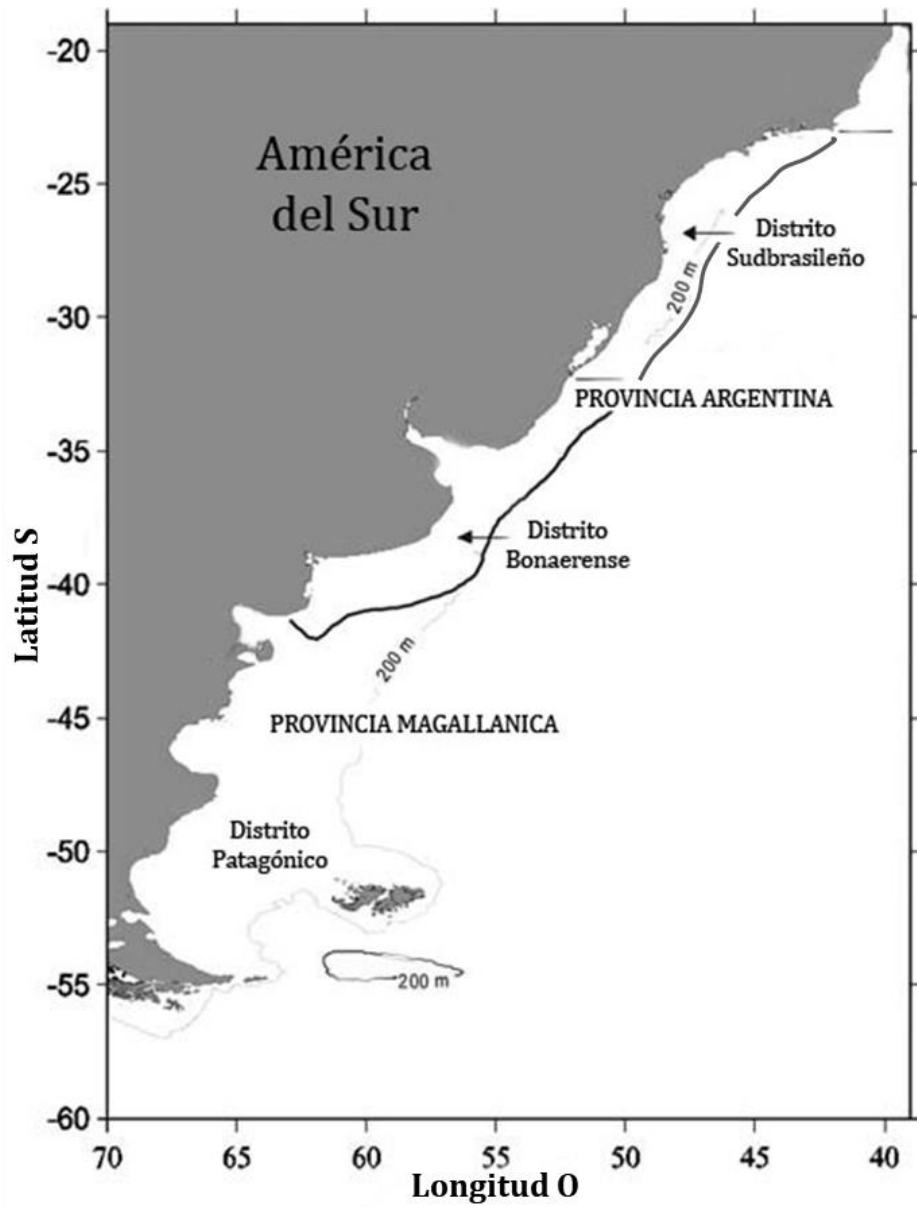 -20
-25
-30
-35
-40
-45
-50
-55
-60
Latitud S
América
del Sur
Distrito
Sudbrasileño
200 m
PROVINCIA ARGENTINA
Distrito
Bonaerense
200 m
PROVINCIA MAGALLANICA
Distrito
Patagónico
200 m
70 65 60 55 50 45 40
Longitud O